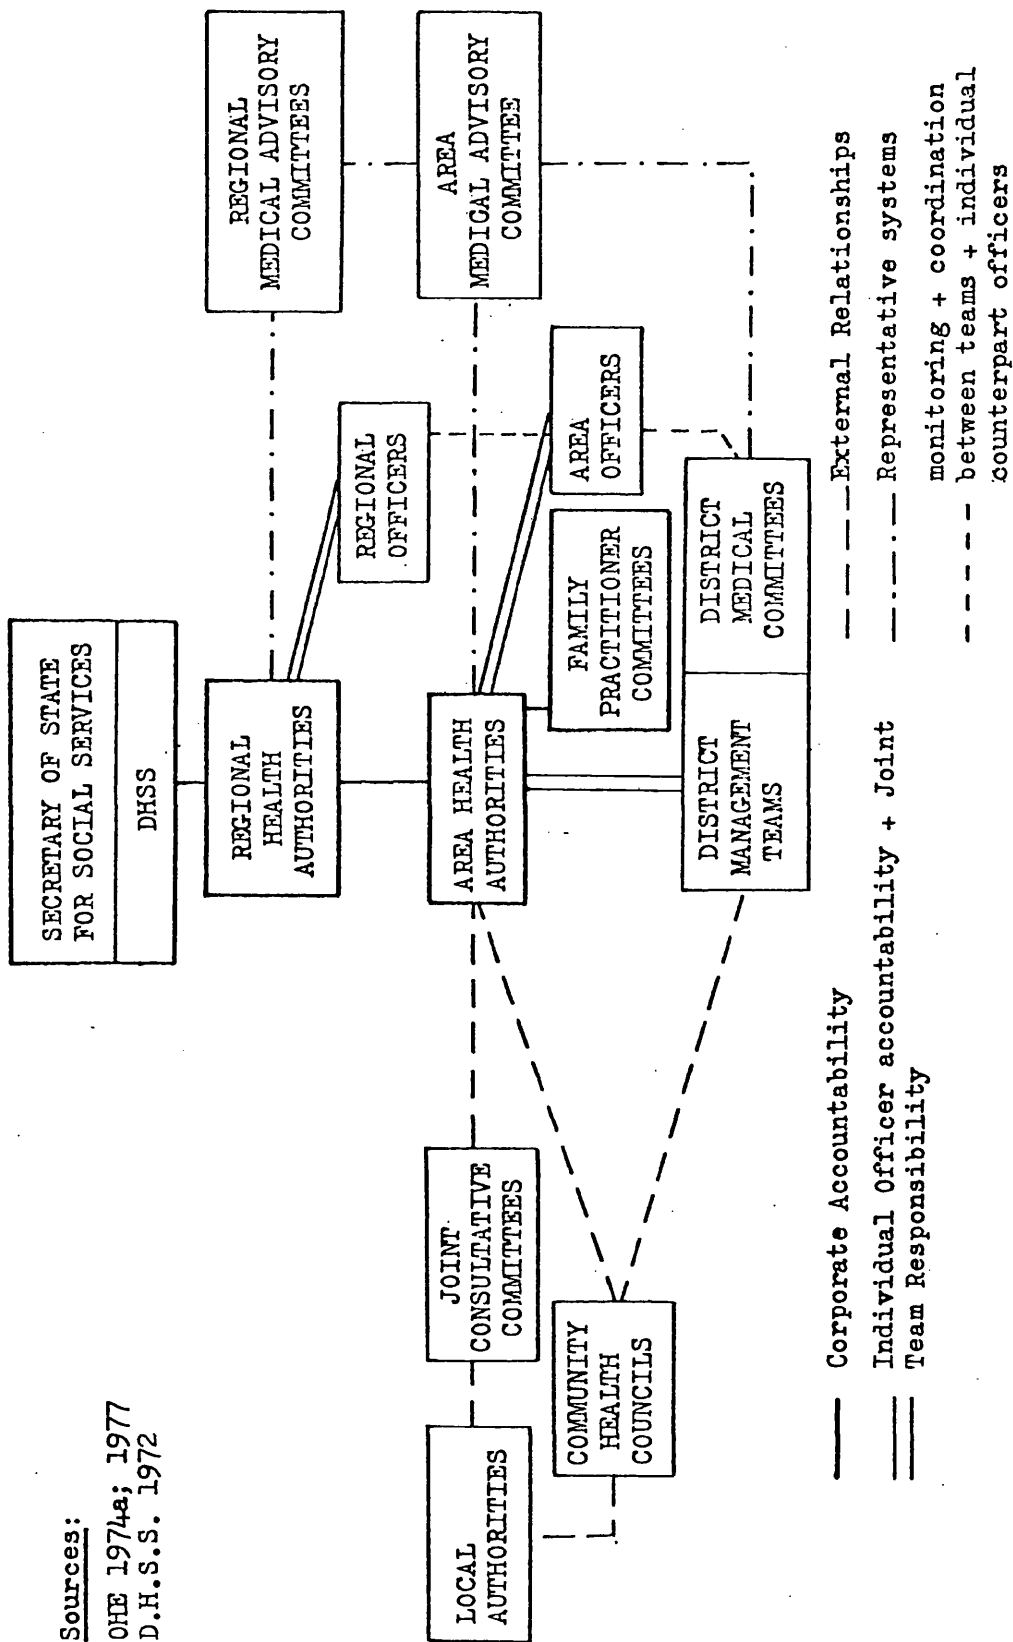 Sources:
OHE 1974a; 1977
D.H.S.S. 1972
SECRETARY OF STATE
FOR SOCIAL SERVICES
DHSS
REGIONAL
HEALTH
AUTHORITIES
REGIONAL
MEDICAL ADVISORY
COMMITTEES
REGIONAL
OFFICERS
LOCAL
AUTHORITIES
JOINT
CONSULTATIVE
COMMITTEES
AREA HEALTH
AUTHORITIES
AREA
MEDICAL ADVISORY
COMMITTEE
COMMUNITY
HEALTH
COUNCILS
FAMILY
PRACTITIONER
COMMITTEES
AREA
OFFICERS
DISTRICT
MANAGEMENT
TEAMS
DISTRICT
MEDICAL
COMMITTEES
Corporate Accountability
Individual Officer accountability + Joint
Team Responsibility
External Relationships
Representative systems
monitoring + coordination
between teams + individual
counterpart officers